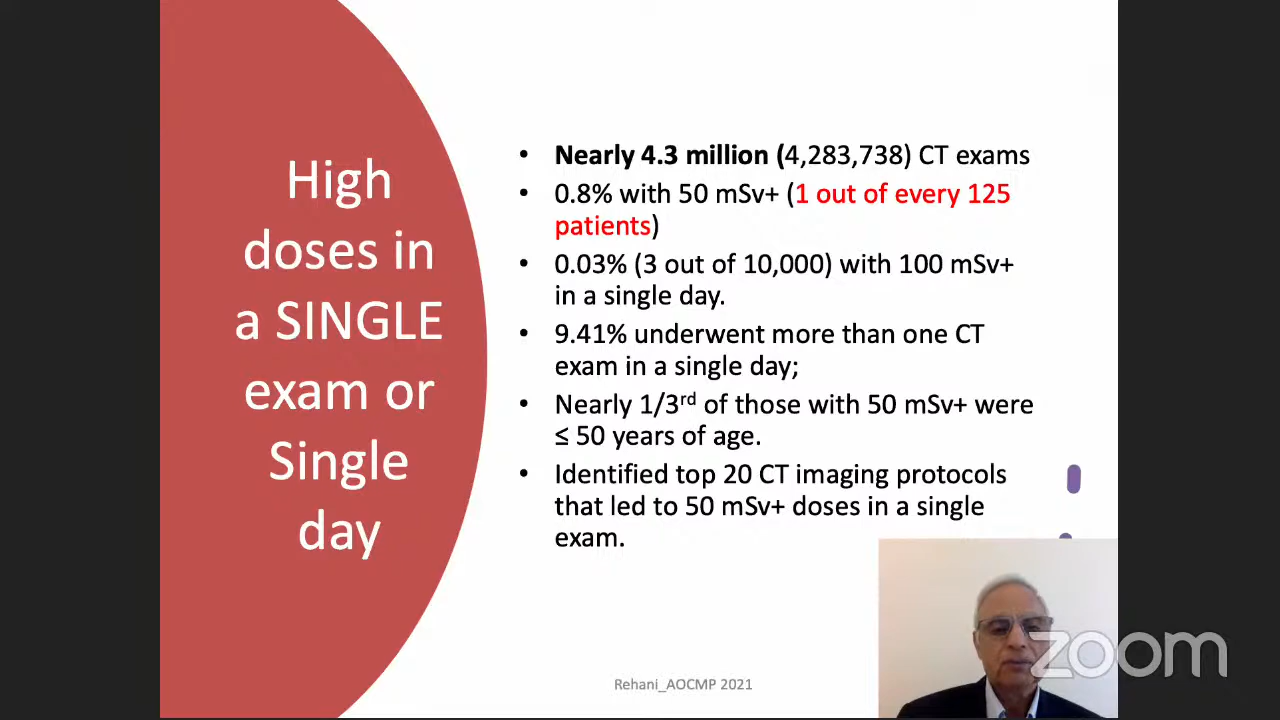 High
doses in
a SINGLE
exam or
Single
day
• Nearly 4.3 million (4,283,738) CT exams
• 0.8% with 50 mSv+ (1 out of every 125
patients)
• 0.03% (3 out of 10,000) with 100 mSv+
in a single day.
• 9.41% underwent more than one CT
exam in a single day;
• Nearly 1/3rd of those with 50 mSv+ were
≤ 50 years of age.
• Identified top 20 CT imaging protocols
that led to 50 mSv+ doses in a single
exam.
Rehani_AOCMP 2021
zoom